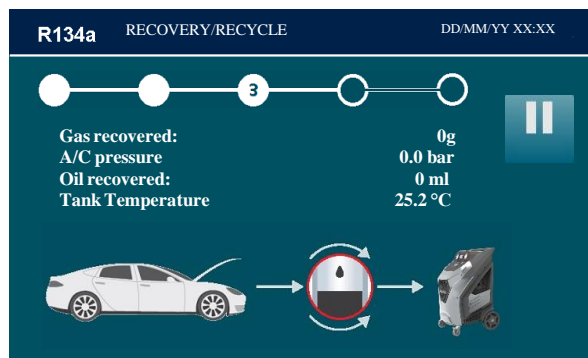 R134a RECOVERY/RECYCLE DD/MM/YY XX:XX
3
Gas recovered: 0g
A/C pressure 0.0 bar
Oil recovered: 0 ml
Tank Temperature 25.2 °C